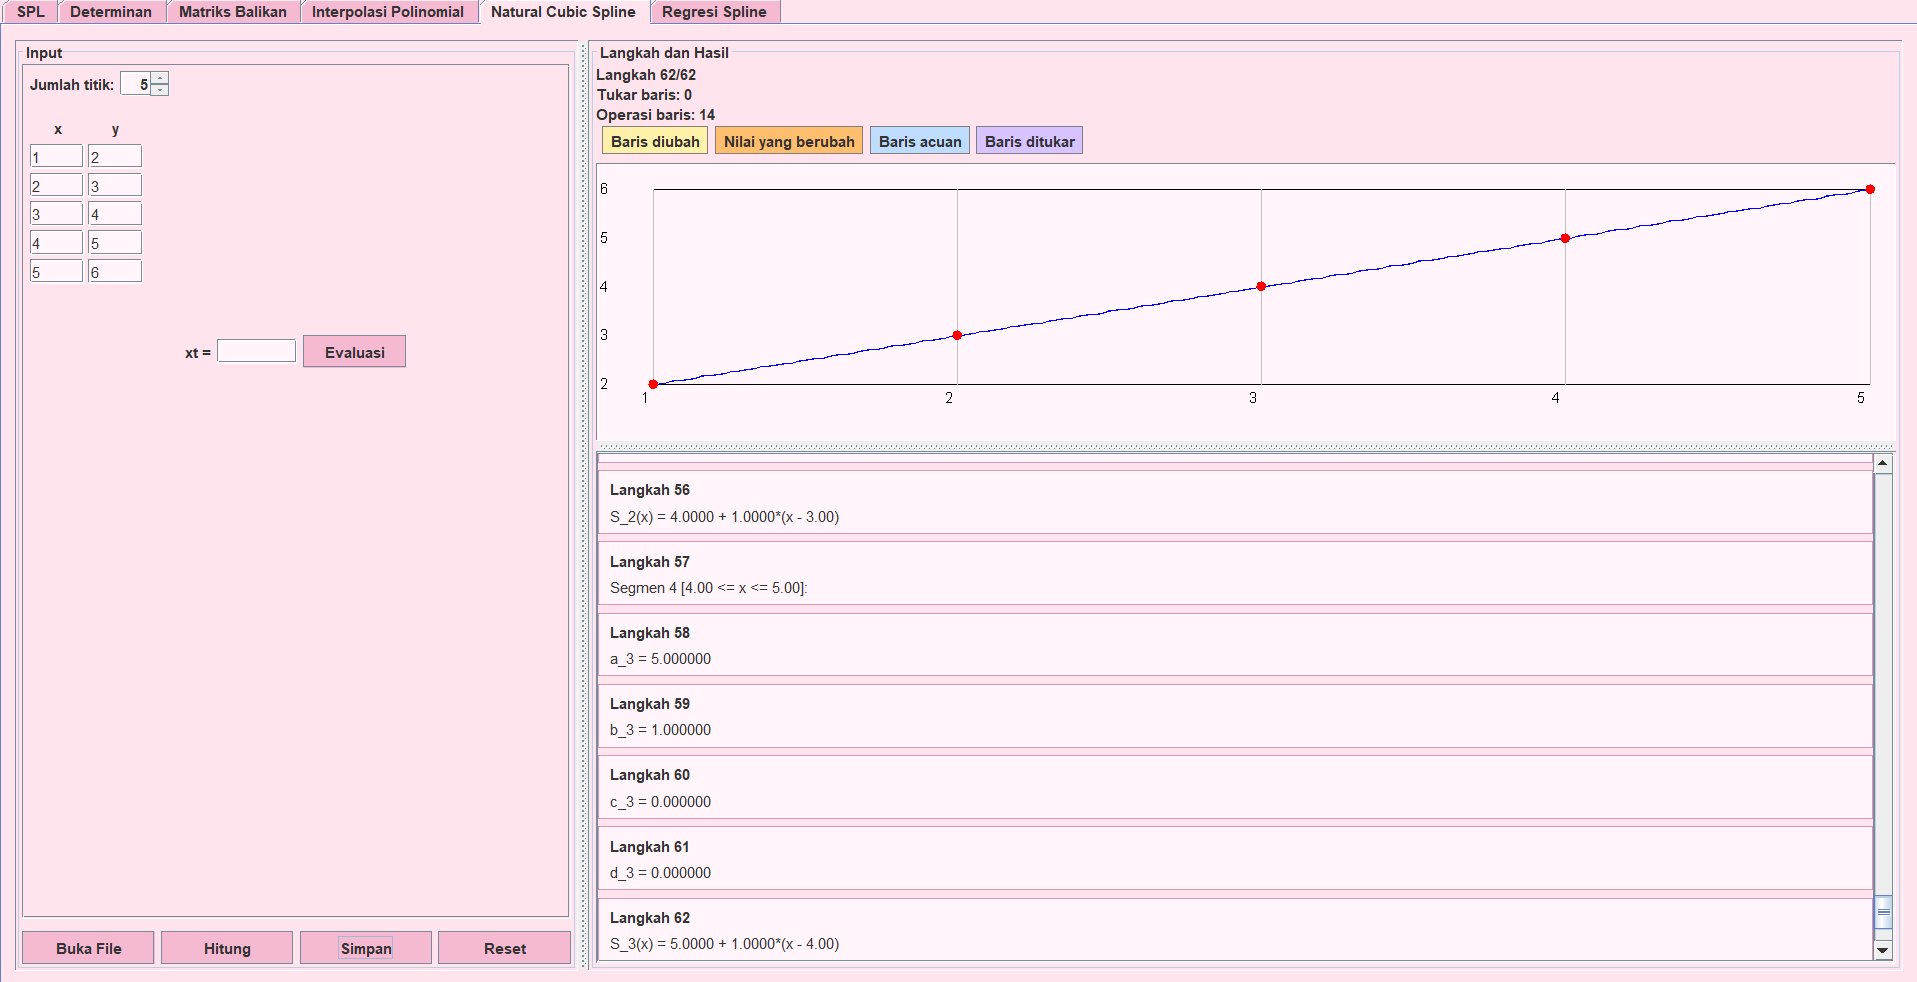 SPL Determinan Matriks Balikan Interpolasi Polinomial Natural Cubic Spline Regresi Spline
Input
Jumlah titik: 5
x y
1 2
2 3
3 4
4 5
5 6
xt = Evaluasi
Buka File Hitung Simpan Reset
Langkah dan Hasil
Langkah 62/62
Tukar baris: 0
Operasi baris: 14
Baris diubah Nilai yang berubah Baris acuan Baris ditukar
6
5
4
3
2
1 2 3 4 5
Langkah 56
S_2(x) = 4.0000 + 1.0000*(x - 3.00)
Langkah 57
Segmen 4 [4.00 <= x <= 5.00]:
Langkah 58
a_3 = 5.000000
Langkah 59
b_3 = 1.000000
Langkah 60
c_3 = 0.000000
Langkah 61
d_3 = 0.000000
Langkah 62
S_3(x) = 5.0000 + 1.0000*(x - 4.00)